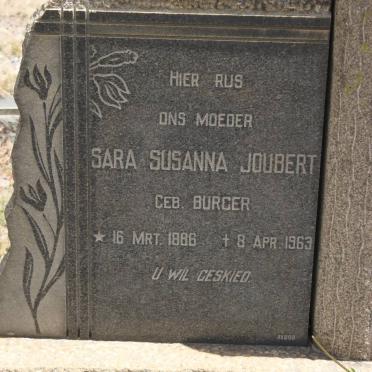 HIER RUS
ONS MOEDER
SARA SUSANNA JOUBERT
GEB. BURGER
* 16 MRT. 1886 † 8 APR. 1963
U WIL GESKIED.